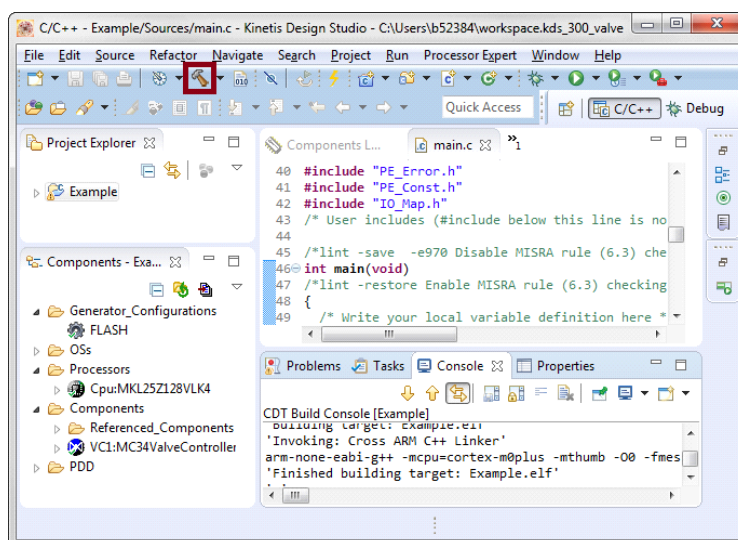 C/C++ - Example/Sources/main.c - Kinetis Design Studio - C:\Users\b52384\workspace.kds_300_valve
File Edit Source Refactor Navigate Search Project Run Processor Expert Window Help
010
Quick Access
C/C++
Debug
Project Explorer
Example
Components L...
main.c
»1
40 #include "PE_Error.h"
41 #include "PE_Const.h"
42 #include "IO_Map.h"
43 /* User includes (#include below this line is no
44
45 /*lint -save -e970 Disable MISRA rule (6.3) che
46 int main(void)
47 /*lint -restore Enable MISRA rule (6.3) checking
48 {
49 /* Write your local variable definition here *
Components - Exa...
Generator_Configurations
FLASH
OSs
Processors
Cpu:MKL25Z128VLK4
Components
Referenced_Components
VC1:MC34ValveController
PDD
Problems Tasks Console Properties
CDT Build Console [Example]
'Building target: Example.elf'
'Invoking: Cross ARM C++ Linker'
arm-none-eabi-g++ -mcpu=cortex-m0plus -mthumb -O0 -fmes
'Finished building target: Example.elf'